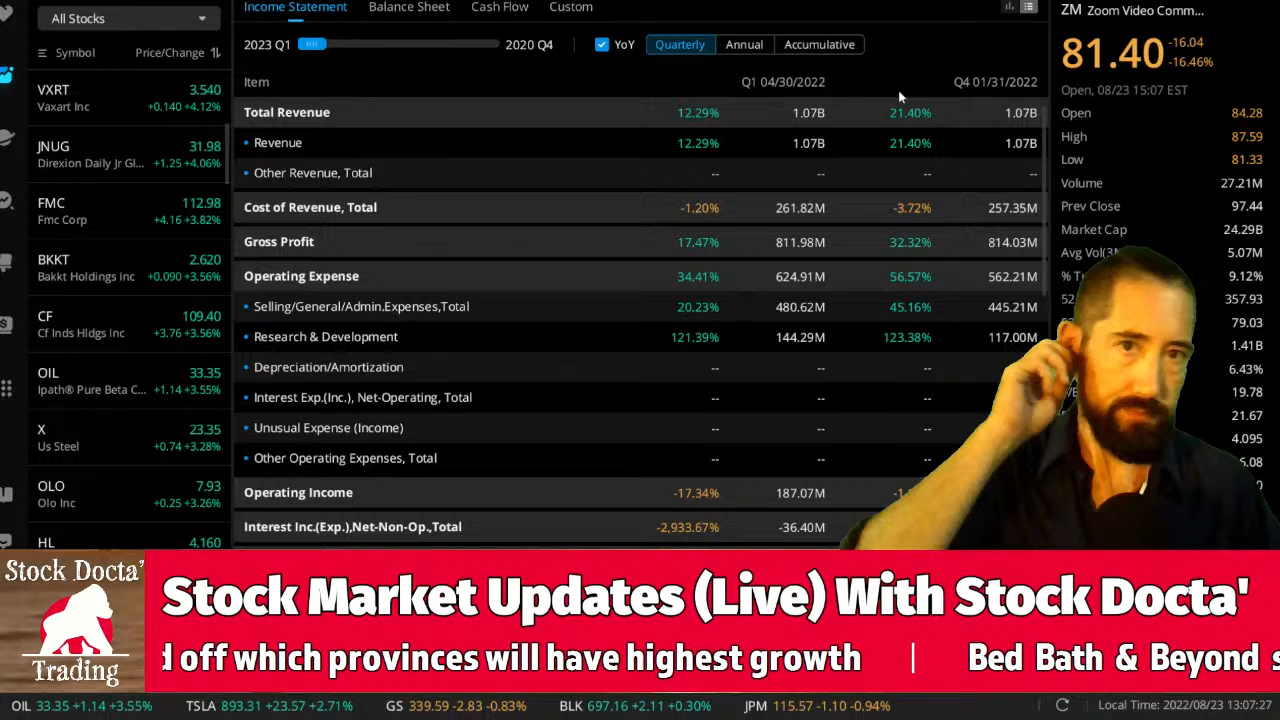 All Stocks
Symbol Price/Change
VXRT 3.540
Vaxart Inc +0.140 +4.12%
JNUG 31.98
Direxion Daily Jr Gl... +1.25 +4.06%
FMC 112.98
Fmc Corp +4.16 +3.82%
BKKT 2.620
Bakkt Holdings Inc +0.090 +3.56%
CF 109.40
Cf Inds Hldgs Inc +3.76 +3.56%
OIL 33.35
Ipath® Pure Beta C... +1.14 +3.55%
X 23.35
Us Steel +0.74 +3.28%
OLO 7.93
Olo Inc +0.25 +3.26%
HL 4.160
Income Statement Balance Sheet Cash Flow Custom
2023 Q1 2020 Q4 YoY Quarterly Annual Accumulative
Item Q1 04/30/2022 Q4 01/31/2022
Total Revenue 12.29% 1.07B 21.40% 1.07B
• Revenue 12.29% 1.07B 21.40% 1.07B
• Other Revenue, Total -- -- -- --
Cost of Revenue, Total -1.20% 261.82M -3.72% 257.35M
Gross Profit 17.47% 811.98M 32.32% 814.03M
Operating Expense 34.41% 624.91M 56.57% 562.21M
• Selling/General/Admin.Expenses,Total 20.23% 480.62M 45.16% 445.21M
• Research & Development 121.39% 144.29M 123.38% 117.00M
• Depreciation/Amortization -- -- --
• Interest Exp.(Inc.), Net-Operating, Total -- -- --
• Unusual Expense (Income) -- -- --
• Other Operating Expenses, Total -- -- --
Operating Income -17.34% 187.07M
Interest Inc.(Exp.),Net-Non-Op.,Total -2,933.67% -36.40M
ZM Zoom Video Comm...
81.40 -16.04
-16.46%
Open, 08/23 15:07 EST
Open 84.28
High 87.59
Low 81.33
Volume 27.21M
Prev Close 97.44
Market Cap 24.29B
Avg Vol(3M 5.07M
9.12%
357.93
79.03
1.41B
6.43%
19.78
21.67
4.095
Stock Docta'
Trading
Stock Market Updates (Live) With Stock Docta'
d off which provinces will have highest growth | Bed Bath & Beyond s
OIL 33.35 +1.14 +3.55% TSLA 893.31 +23.57 +2.71% GS 339.59 -2.83 -0.83% BLK 697.16 +2.11 +0.30% JPM 115.57 -1.10 -0.94% Local Time: 2022/08/23 13:07:27